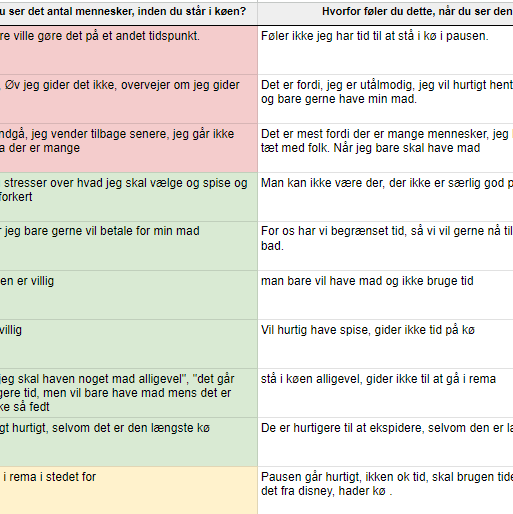 u ser det antal mennesker, inden du står i køen?
Hvorfor føler du dette, når du ser den
re ville gøre det på et andet tidspunkt.
Føler ikke jeg har tid til at stå i kø i pausen.
, Øv jeg gider det ikke, overvejer om jeg gider
Det er fordi, jeg er utålmodig, jeg vil hurtigt hent
og bare gerne have min mad.
ndgå, jeg vender tilbage senere, jeg går ikke
a der er mange
Det er mest fordi der er mange mennesker, jeg
tæt med folk. Når jeg bare skal have mad
stresser over hvad jeg skal vælge og spise og
forkert
Man kan ikke være der, der ikke er særlig god p
r jeg bare gerne vil betale for min mad
For os har vi begrænset tid, så vi vil gerne nå til
bad.
en er villig
man bare vil have mad og ikke bruge tid
villig
Vil hurtig have spise, gider ikke tid på kø
jeg skal haven noget mad alligevel", "det går
gere tid, men vil bare have mad mens det er
ke så fedt
stå i køen alligevel, gider ikke til at gå i rema
gt hurtigt, selvom det er den længste kø
De er hurtigere til at ekspidere, selvom den er l
i rema i stedet for
Pausen går hurtigt, ikken ok tid, skal brugen tide
det fra disney, hader kø .